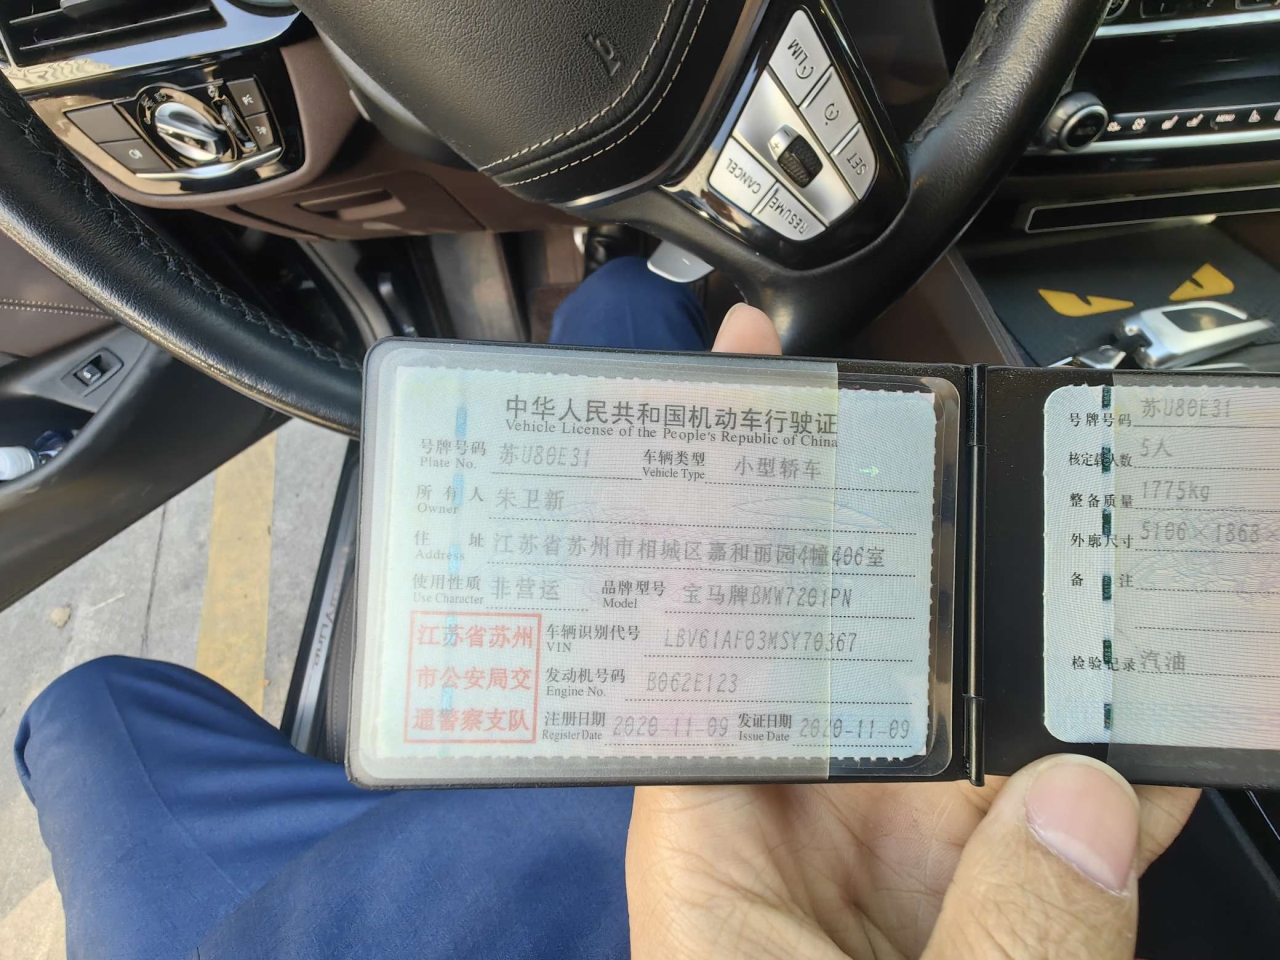 LIM
SET
CANCEL
RESUME
MENU
中华人民共和国机动车行驶证
Vehicle License of the People's Republic of China
号牌号码 苏U80E31 车辆类型 小型轿车
Plate No. Vehicle Type
所有人 朱卫新
Owner
住址 江苏省苏州市相城区嘉和丽园4幢406室
Address
使用性质 非营运 品牌型号 宝马牌BMW7201PN
Use Character Model
江苏省苏州
市公安局交
通警察支队
车辆识别代号 LBV61AF03MSY70367
VIN
发动机号码 B062E123
Engine No.
注册日期 2020-11-09 发证日期 2020-11-09
Register Date Issue Date
号牌号码 苏U80E31
核定载人数 5人
整备质量 1775kg
外廓尺寸 5106×1868×
备注
检验记录 汽油